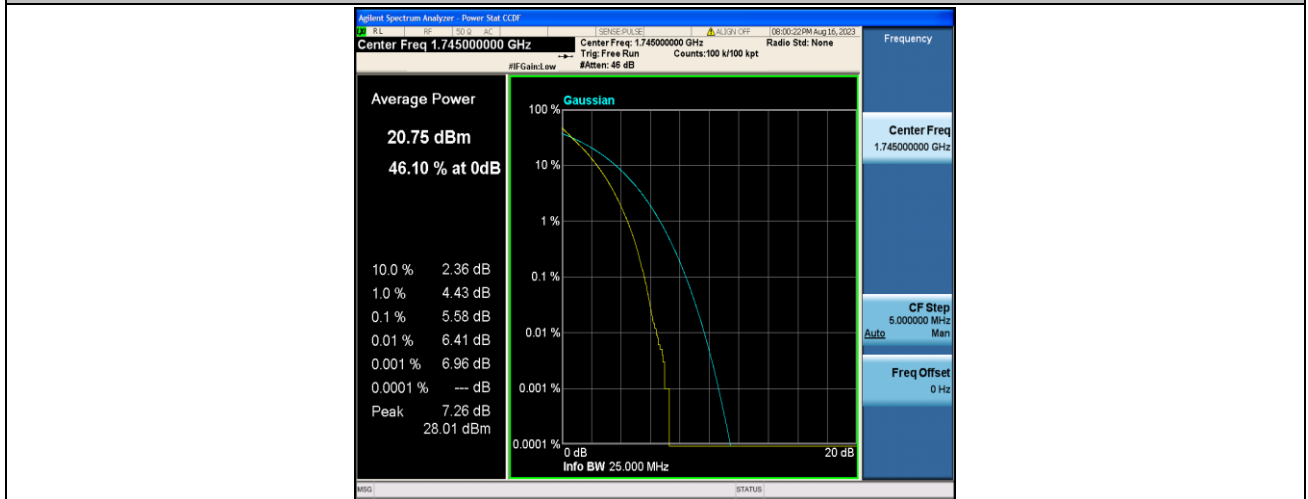 Agilent Spectrum Analyzer - Power Stat CCDF
RL RF 50 Ω AC SENSE:PULSE ALIGN OFF 08:00:22 PM Aug 16, 2023
Center Freq 1.745000000 GHz
Center Freq: 1.745000000 GHz Radio Std: None
Trig: Free Run Counts:100 k/100 kpt
#IFGain:Low #Atten: 46 dB
Frequency
Average Power
20.75 dBm
46.10 % at 0dB
10.0 % 2.36 dB
1.0 % 4.43 dB
0.1 % 5.58 dB
0.01 % 6.41 dB
0.001 % 6.96 dB
0.0001 % --- dB
Peak 7.26 dB
28.01 dBm
Gaussian
100 %
10 %
1 %
0.1 %
0.01 %
0.001 %
0.0001 %
0 dB 20 dB
Info BW 25.000 MHz
Center Freq
1.745000000 GHz
CF Step
5.000000 MHz
Auto Man
Freq Offset
0 Hz
MSG STATUS